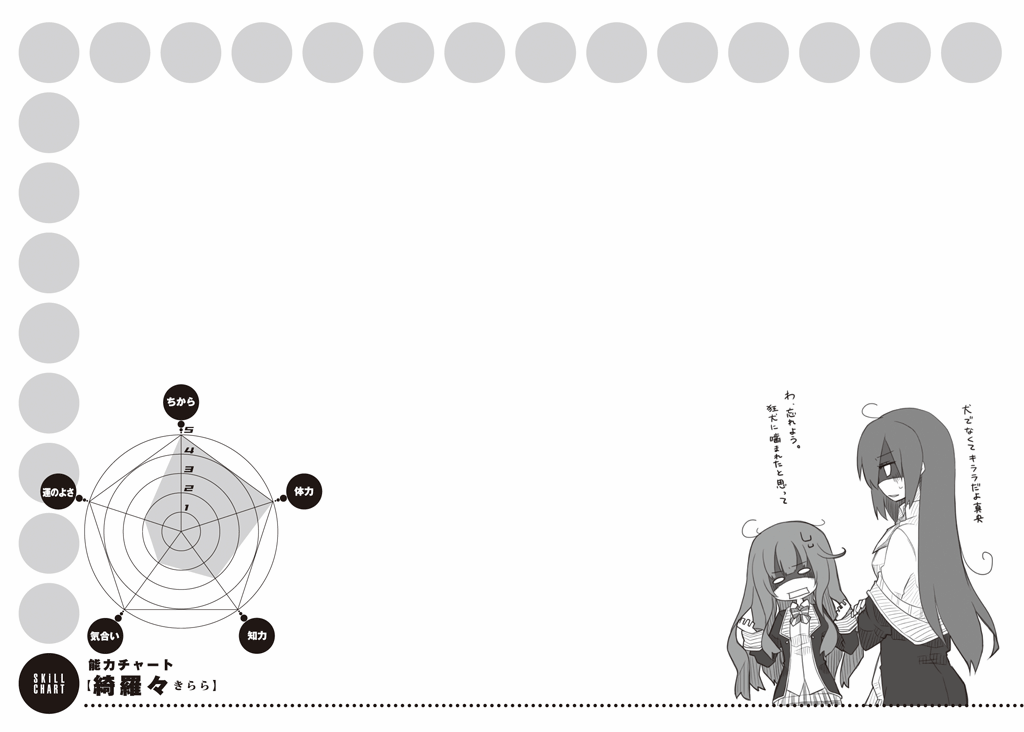 ちから
5
4
3
2
1
運のよさ
体力
気合い
知力
SKILL
CHART
能力チャート
【綺羅々きらら】
わ、忘れよう。
狂犬に噛まれたと思って
犬でなくてキララだよ真央